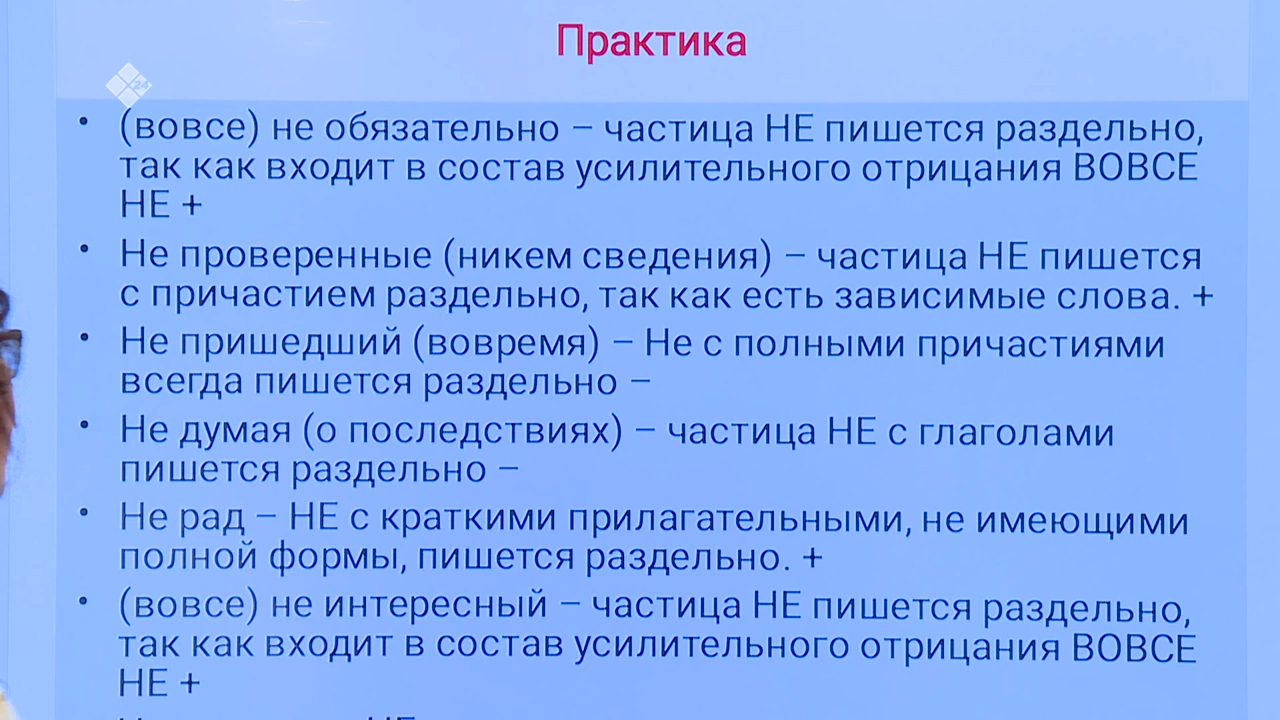 Практика
24
• (вовсе) не обязательно – частица НЕ пишется раздельно,
так как входит в состав усилительного отрицания ВОВСЕ
НЕ +
• Не проверенные (никем сведения) – частица НЕ пишется
с причастием раздельно, так как есть зависимые слова. +
• Не пришедший (вовремя) – Не с полными причастиями
всегда пишется раздельно –
• Не думая (о последствиях) – частица НЕ с глаголами
пишется раздельно –
• Не рад – НЕ с краткими прилагательными, не имеющими
полной формы, пишется раздельно. +
• (вовсе) не интересный – частица НЕ пишется раздельно,
так как входит в состав усилительного отрицания ВОВСЕ
НЕ +